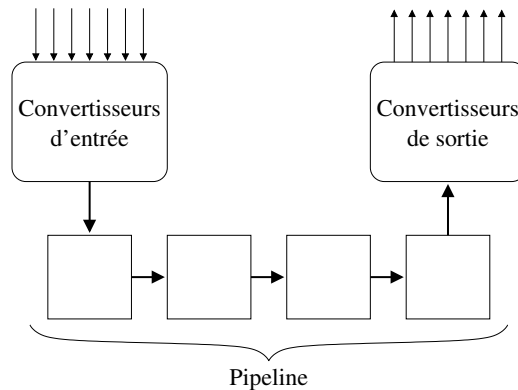 Convertisseurs
d'entrée
Convertisseurs
de sortie
Pipeline